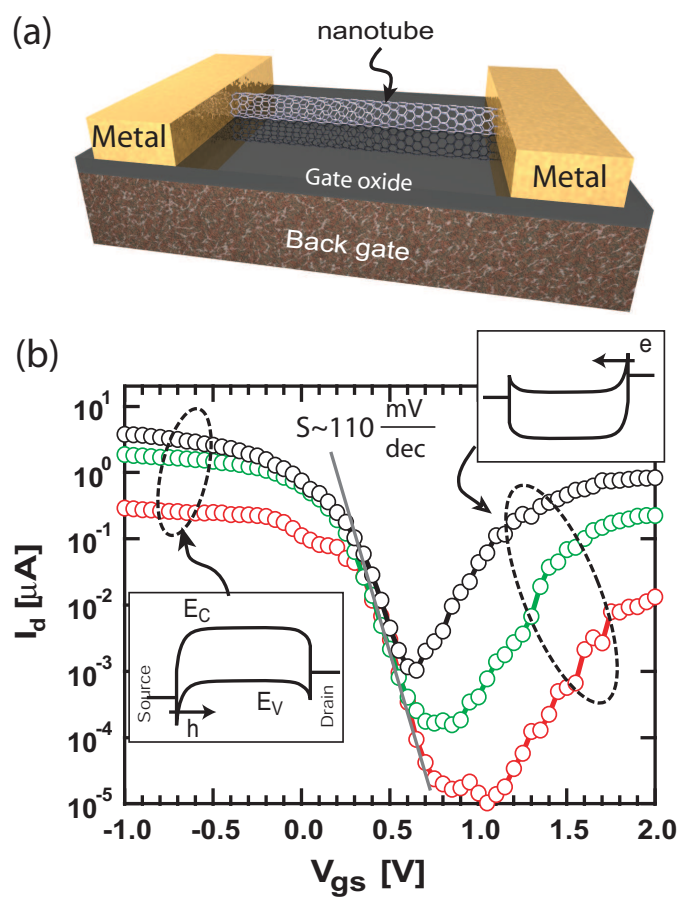 (a)
nanotube
Metal
Metal
Gate oxide
Back gate
(b)
e
S~110 mV/dec
10¹
10⁰
10⁻¹
10⁻²
10⁻³
10⁻⁴
10⁻⁵
I_d [µA]
E_C
E_V
Source
Drain
h
-1.0 -0.5 0.0 0.5 1.0 1.5 2.0
V_gs [V]